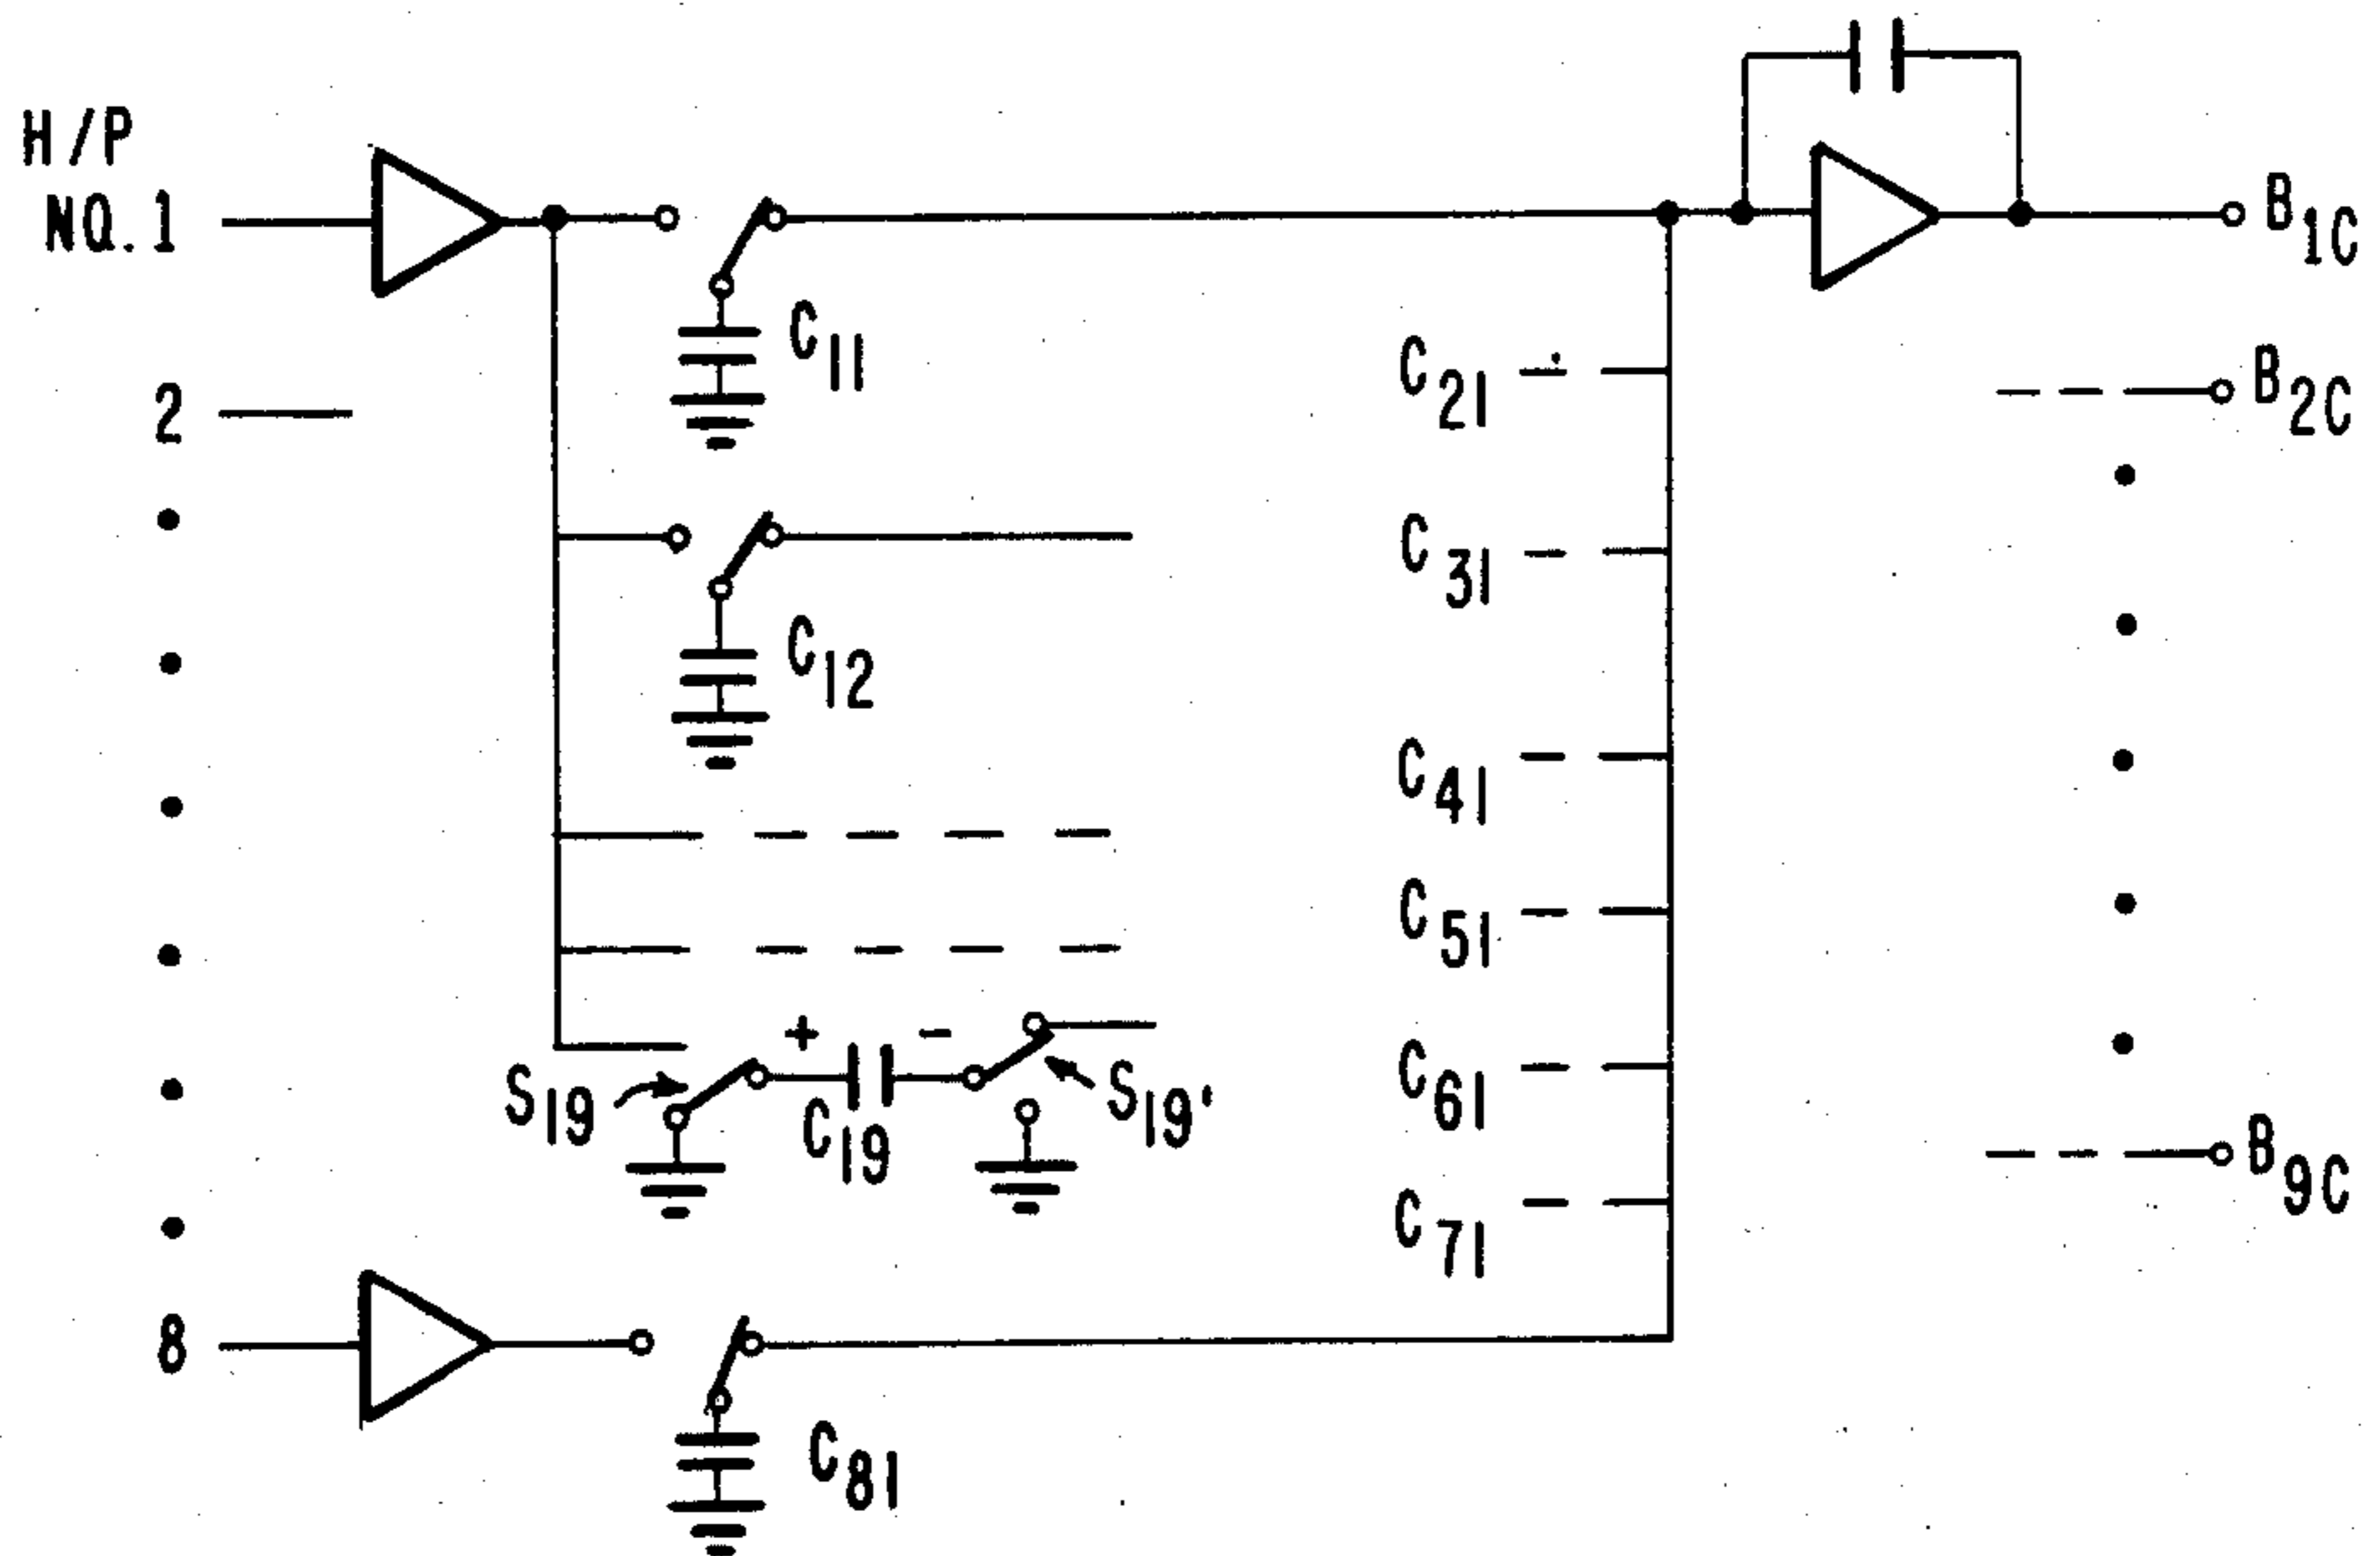 H/P
NO. 1
2
8
C11
C12
S19
+
-
C19
S19'
C81
C21
C31
C41
C51
C61
C71
B1C
B2C
B9C